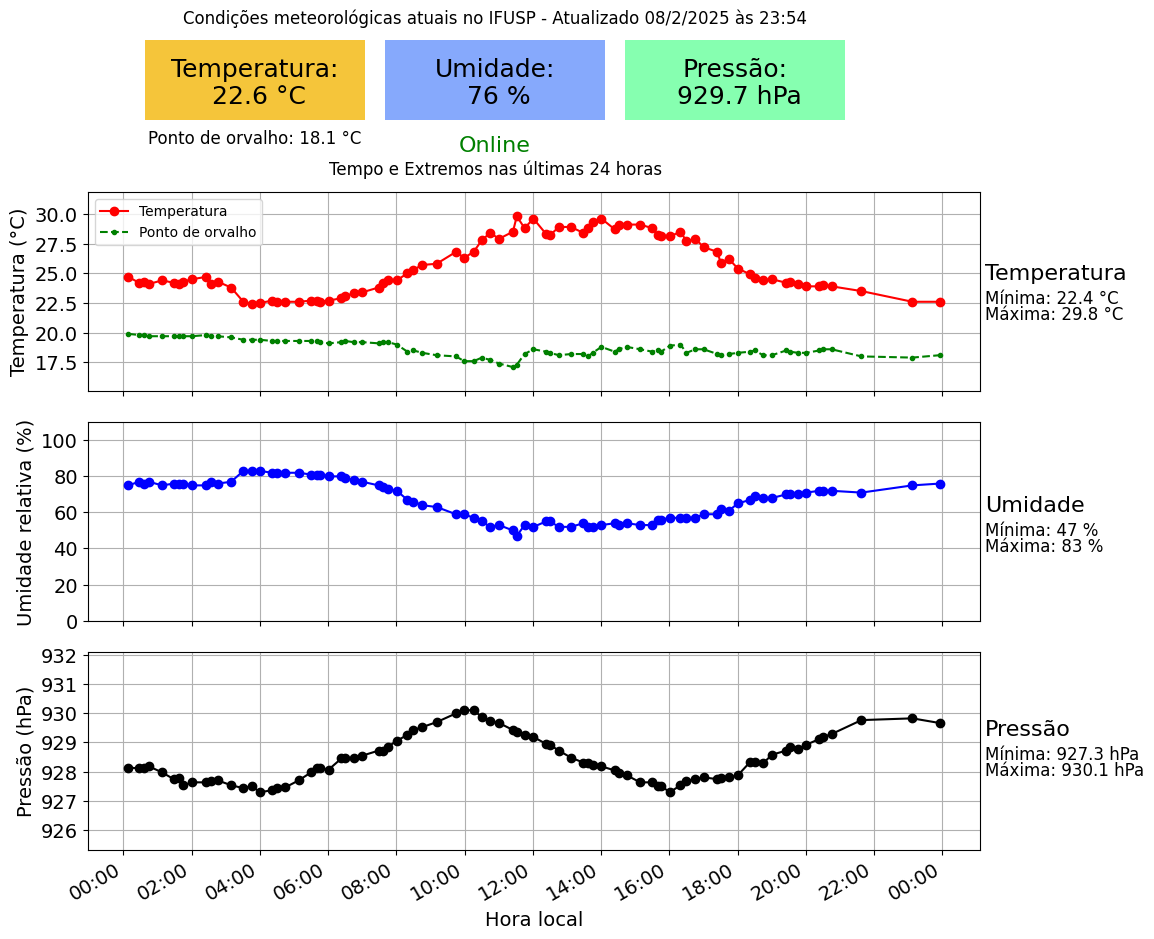 Condições meteorológicas atuais no IFUSP - Atualizado 08/2/2025 às 23:54
Temperatura:
22.6 °C
Umidade:
76 %
Pressão:
929.7 hPa
Ponto de orvalho: 18.1 °C
Online
Tempo e Extremos nas últimas 24 horas
Temperatura (°C)
30.0
27.5
25.0
22.5
20.0
17.5
Temperatura
Ponto de orvalho
Temperatura
Mínima: 22.4 °C
Máxima: 29.8 °C
Umidade relativa (%)
100
80
60
40
20
0
Umidade
Mínima: 47 %
Máxima: 83 %
Pressão (hPa)
932
931
930
929
928
927
926
Pressão
Mínima: 927.3 hPa
Máxima: 930.1 hPa
00:00 02:00 04:00 06:00 08:00 10:00 12:00 14:00 16:00 18:00 20:00 22:00 00:00
Hora local